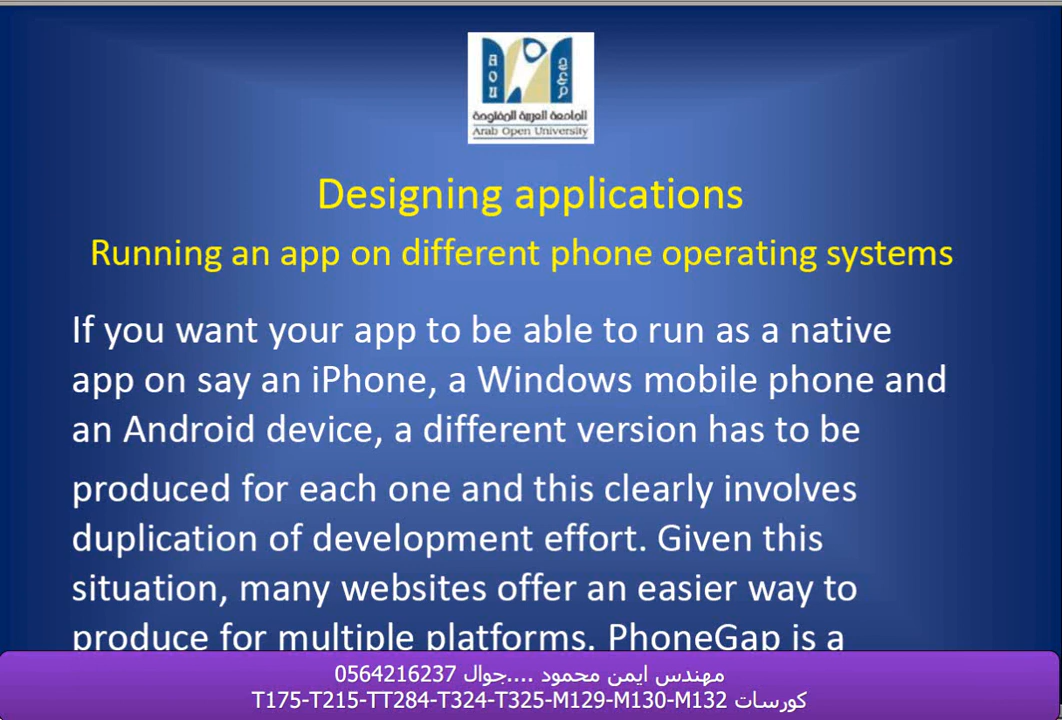 AOU
الجامعة العربية المفتوحة
Arab Open University
Designing applications
Running an app on different phone operating systems
If you want your app to be able to run as a native
app on say an iPhone, a Windows mobile phone and
an Android device, a different version has to be
produced for each one and this clearly involves
duplication of development effort. Given this
situation, many websites offer an easier way to
produce for multiple platforms. PhoneGap is a
مهندس ايمن محمود ....جوال 0564216237
كورسات T175-T215-TT284-T324-T325-M129-M130-M132